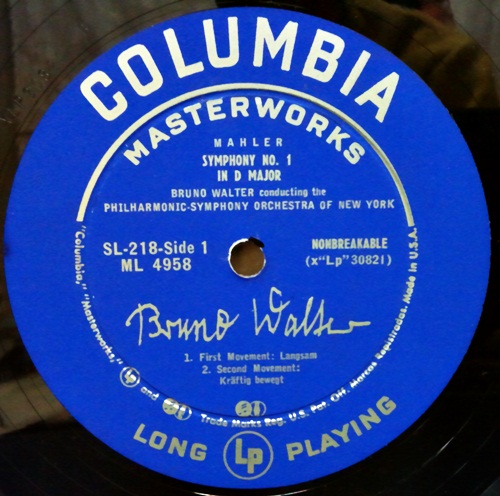 COLUMBIA
MASTERWORKS
MAHLER
SYMPHONY NO. 1
IN D MAJOR
BRUNO WALTER conducting the
PHILHARMONIC-SYMPHONY ORCHESTRA OF NEW YORK
SL-218-Side 1
ML 4958
NONBREAKABLE
(x"Lp"30821)
Bruno Walter
1. First Movement: Langsam
2. Second Movement:
Kräftig bewegt
"Columbia," "Masterworks," Lp and Trade Marks Reg. U.S. Pat. Off. Marcas Registradas. Made in U.S.A.
LONG Lp PLAYING